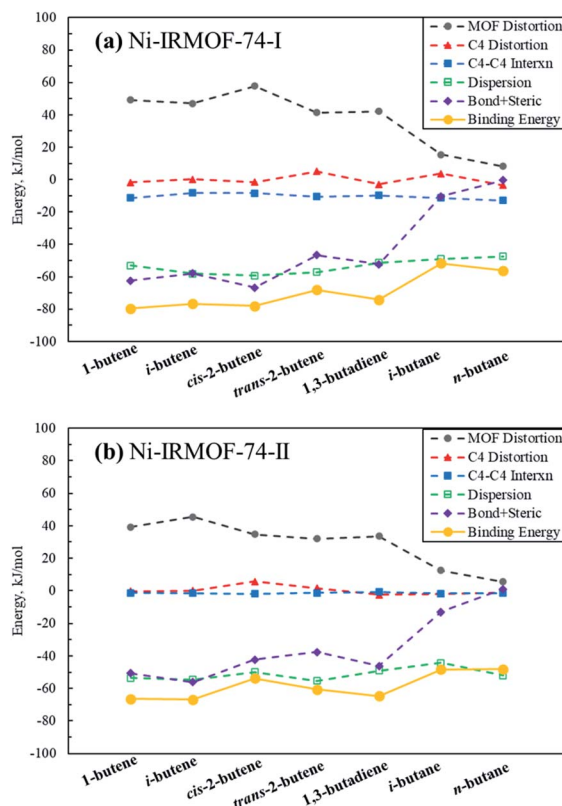 (a) Ni-IRMOF-74-I
MOF Distortion
C4 Distortion
C4-C4 Interxn
Dispersion
Bond+Steric
Binding Energy
Energy, kJ/mol
100
80
60
40
20
0
-20
-40
-60
-80
-100
1-butene
i-butene
cis-2-butene
trans-2-butene
1,3-butadiene
i-butane
n-butane
(b) Ni-IRMOF-74-II
MOF Distortion
C4 Distortion
C4-C4 Interxn
Dispersion
Bond+Steric
Binding Energy
Energy, kJ/mol
100
80
60
40
20
0
-20
-40
-60
-80
-100
1-butene
i-butene
cis-2-butene
trans-2-butene
1,3-butadiene
i-butane
n-butane